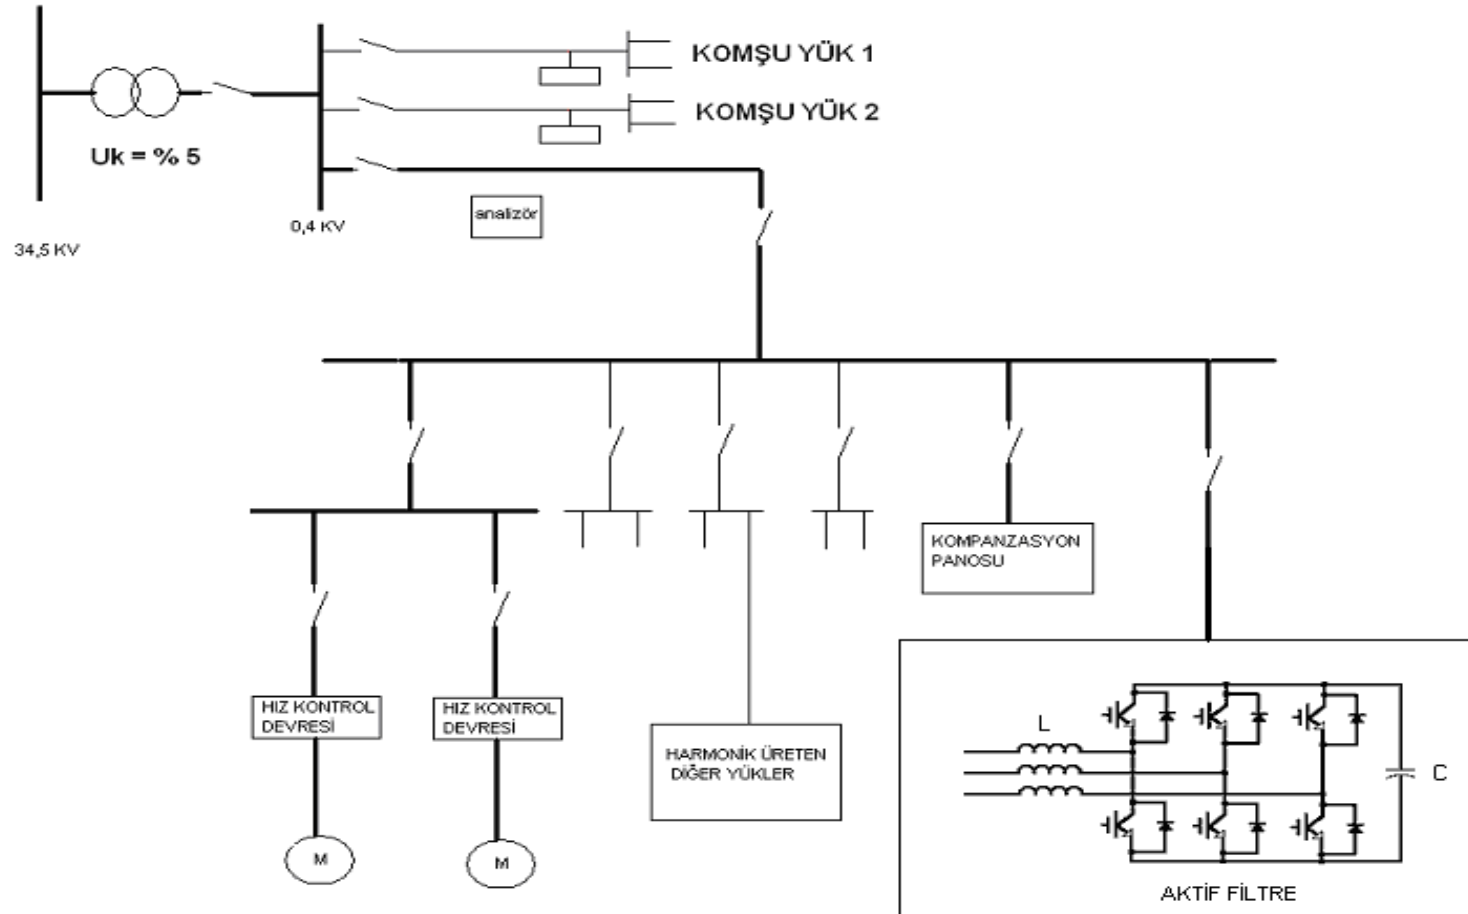 KOMŞU YÜK 1
KOMŞU YÜK 2
Uk = % 5
analizör
0,4 KV
34,5 KV
KOMPANZASYON
PANOSU
HIZ KONTROL
DEVRESİ
HIZ KONTROL
DEVRESİ
HARMONİK ÜRETEN
DİĞER YÜKLER
L
C
M
M
AKTİF FİLTRE